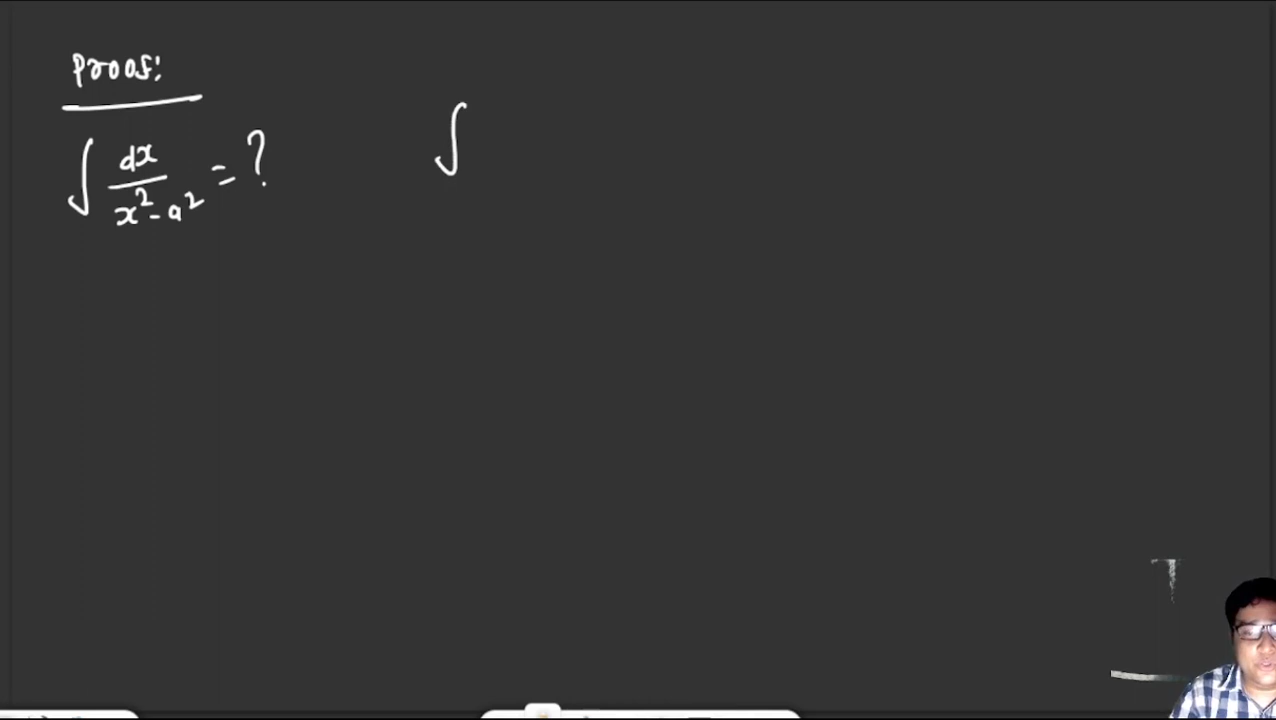 Proof:
∫ dx / (x² - a²) = ?
∫